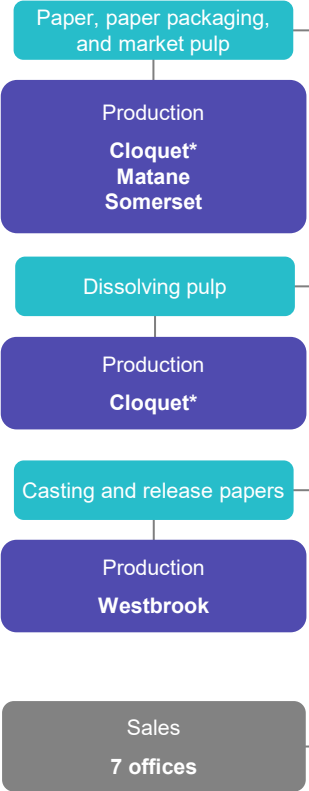 Paper, paper packaging,
and market pulp
Production
Cloquet*
Matane
Somerset
Dissolving pulp
Production
Cloquet*
Casting and release papers
Production
Westbrook
Sales
7 offices